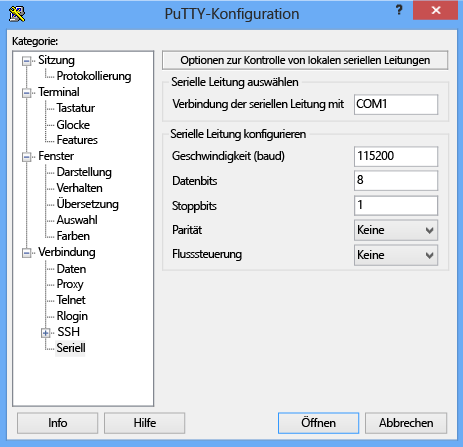 PuTTY-Konfiguration
?
Kategorie:
Sitzung
Protokollierung
Terminal
Tastatur
Glocke
Features
Fenster
Darstellung
Verhalten
Übersetzung
Auswahl
Farben
Verbindung
Daten
Proxy
Telnet
Rlogin
SSH
Seriell
Optionen zur Kontrolle von lokalen seriellen Leitungen
Serielle Leitung auswählen
Verbindung der seriellen Leitung mit COM1
Serielle Leitung konfigurieren
Geschwindigkeit (baud) 115200
Datenbits 8
Stoppbits 1
Parität Keine
Flusssteuerung Keine
Info Hilfe Öffnen Abbrechen